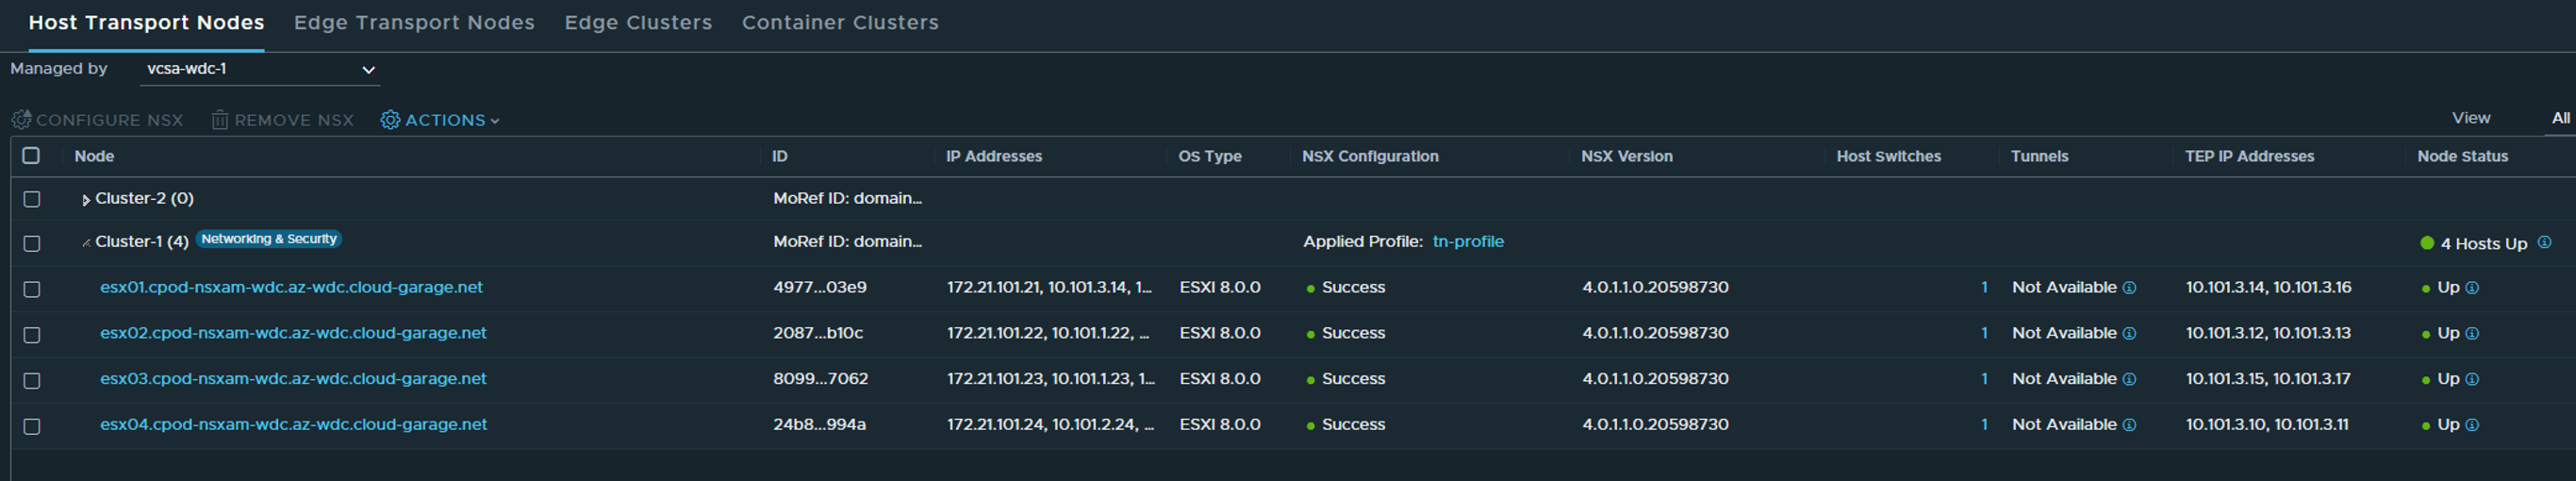 Host Transport Nodes Edge Transport Nodes Edge Clusters Container Clusters
Managed by vcsa-wdc-1
CONFIGURE NSX REMOVE NSX ACTIONS View All
Node ID IP Addresses OS Type NSX Configuration NSX Version Host Switches Tunnels TEP IP Addresses Node Status
Cluster-2 (0) MoRef ID: domain...
Cluster-1 (4) Networking & Security MoRef ID: domain... Applied Profile: tn-profile 4 Hosts Up
esx01.cpod-nsxam-wdc.az-wdc.cloud-garage.net 4977...03e9 172.21.101.21, 10.101.3.14, 1... ESXI 8.0.0 Success 4.0.1.1.0.20598730 1 Not Available 10.101.3.14, 10.101.3.16 Up
esx02.cpod-nsxam-wdc.az-wdc.cloud-garage.net 2087...b10c 172.21.101.22, 10.101.1.22, ... ESXI 8.0.0 Success 4.0.1.1.0.20598730 1 Not Available 10.101.3.12, 10.101.3.13 Up
esx03.cpod-nsxam-wdc.az-wdc.cloud-garage.net 8099...7062 172.21.101.23, 10.101.1.23, 1... ESXI 8.0.0 Success 4.0.1.1.0.20598730 1 Not Available 10.101.3.15, 10.101.3.17 Up
esx04.cpod-nsxam-wdc.az-wdc.cloud-garage.net 24b8...994a 172.21.101.24, 10.101.2.24, ... ESXI 8.0.0 Success 4.0.1.1.0.20598730 1 Not Available 10.101.3.10, 10.101.3.11 Up